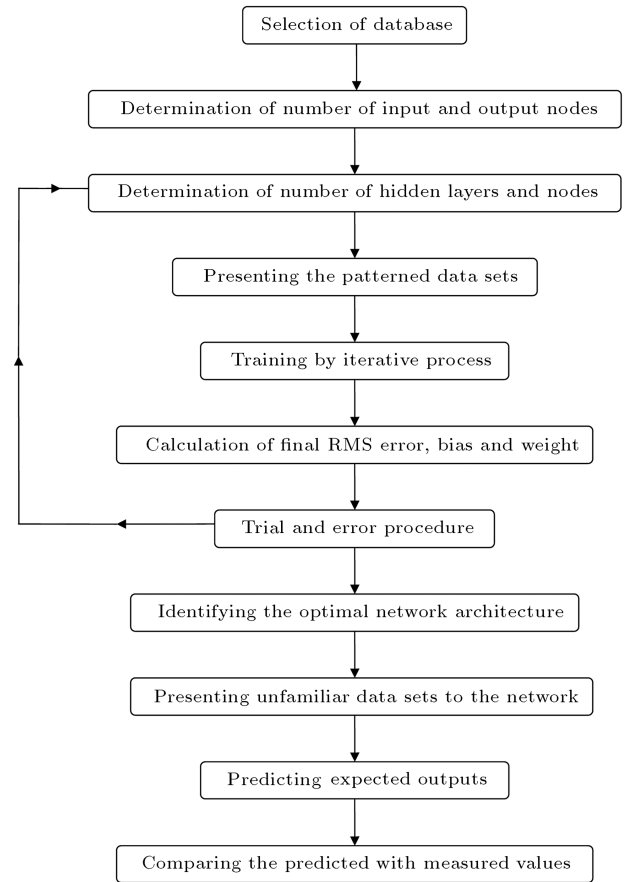 Selection of database
Determination of number of input and output nodes
Determination of number of hidden layers and nodes
Presenting the patterned data sets
Training by iterative process
Calculation of final RMS error, bias and weight
Trial and error procedure
Identifying the optimal network architecture
Presenting unfamiliar data sets to the network
Predicting expected outputs
Comparing the predicted with measured values